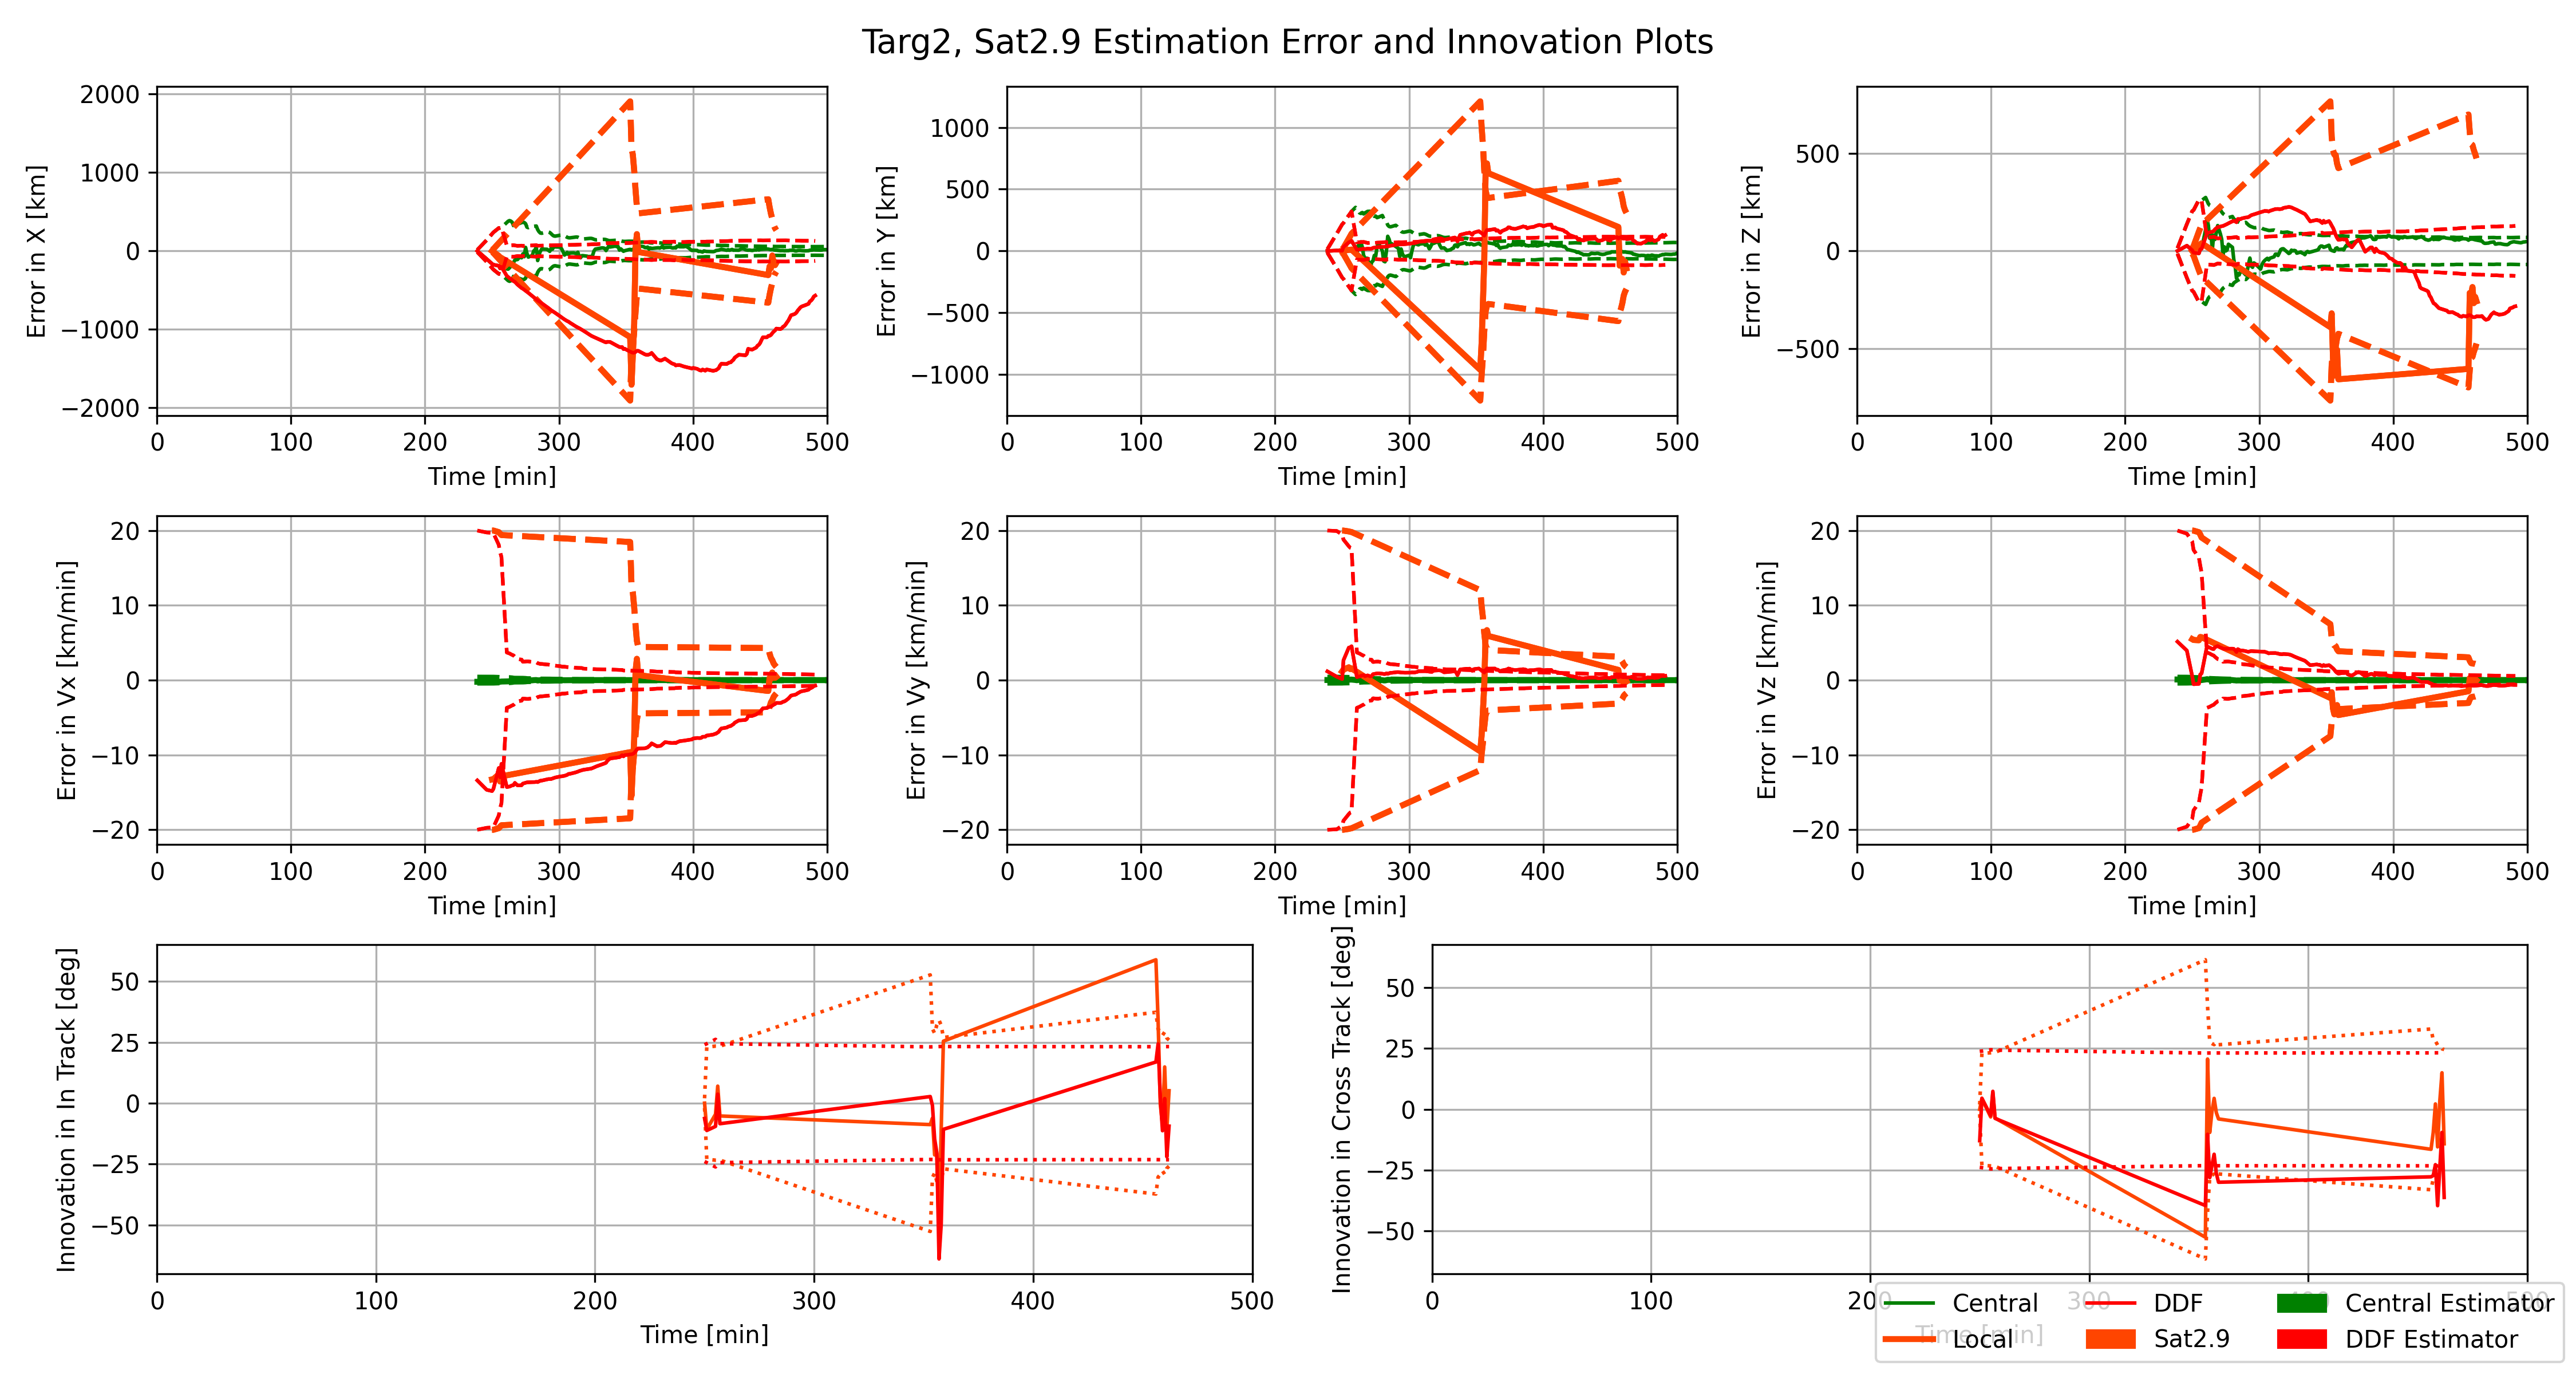 Targ2, Sat2.9 Estimation Error and Innovation Plots
Error in X [km]
2000
1000
0
−1000
−2000
0 100 200 300 400 500
Time [min]
Error in Y [km]
1000
500
0
−500
−1000
0 100 200 300 400 500
Time [min]
Error in Z [km]
500
0
−500
0 100 200 300 400 500
Time [min]
Error in Vx [km/min]
20
10
0
−10
−20
0 100 200 300 400 500
Time [min]
Error in Vy [km/min]
20
10
0
−10
−20
0 100 200 300 400 500
Time [min]
Error in Vz [km/min]
20
10
0
−10
−20
0 100 200 300 400 500
Time [min]
Innovation in In Track [deg]
50
25
0
−25
−50
0 100 200 300 400 500
Time [min]
Innovation in Cross Track [deg]
50
25
0
−25
−50
0 100 200 300 400 500
Time [min]
Central DDF Central Estimator
Local Sat2.9 DDF Estimator